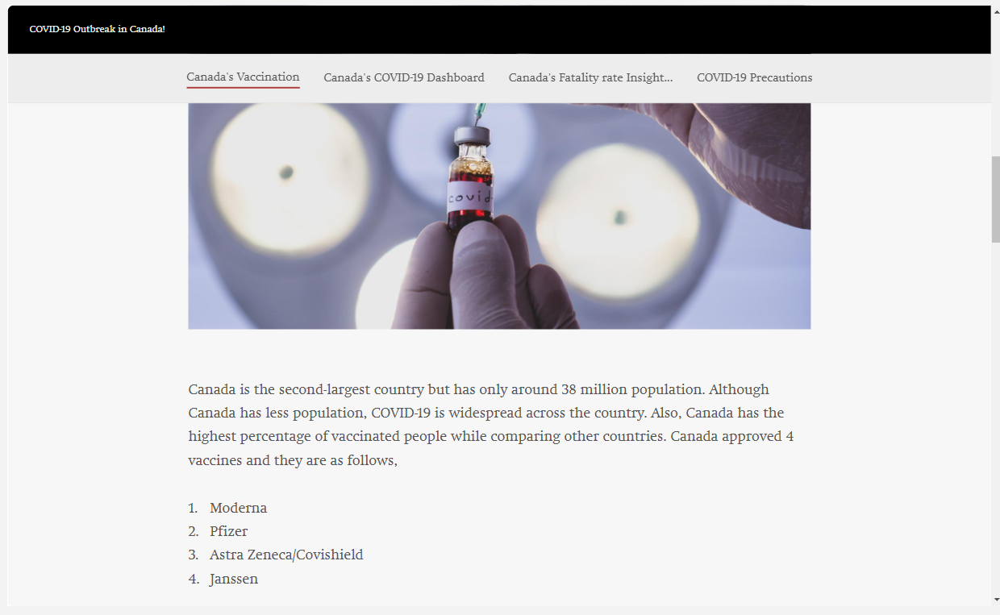 COVID-19 Outbreak in Canada!
Canada's Vaccination
Canada's COVID-19 Dashboard
Canada's Fatality rate Insight...
COVID-19 Precautions
covid-
Canada is the second-largest country but has only around 38 million population. Although
Canada has less population, COVID-19 is widespread across the country. Also, Canada has the
highest percentage of vaccinated people while comparing other countries. Canada approved 4
vaccines and they are as follows,
1. Moderna
2. Pfizer
3. Astra Zeneca/Covishield
4. Janssen